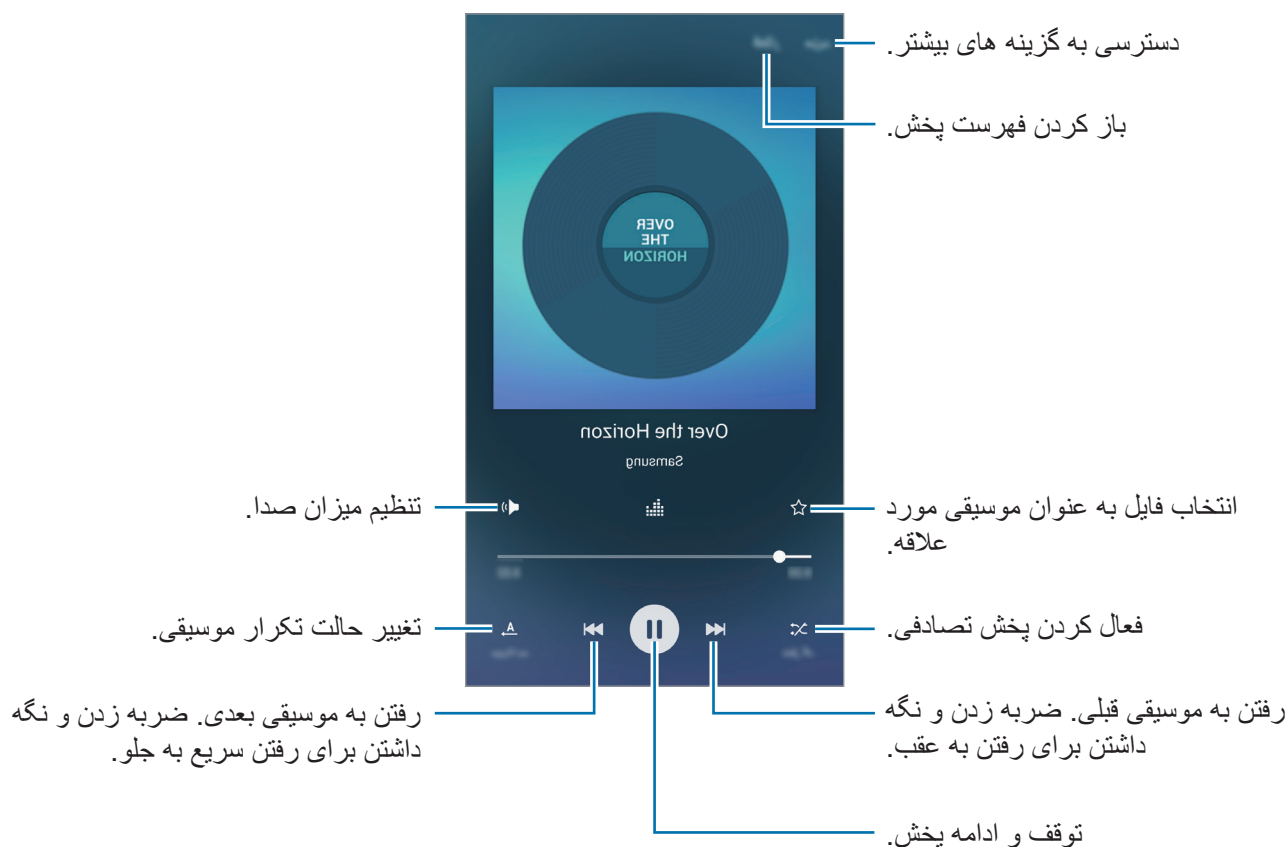 دسترسی به گزینه های بیشتر.
باز کردن فهرست پخش.
OVER
THE
HORIZON
Over the Horizon
Samsung
انتخاب فایل به عنوان موسیقی مورد
علاقه.
تنظیم میزان صدا.
فعال کردن پخش تصادفی.
A
تغییر حالت تکرار موسیقی.
رفتن به موسیقی قبلی. ضربه زدن و نگه
داشتن برای رفتن به عقب.
رفتن به موسیقی بعدی. ضربه زدن و نگه
داشتن برای رفتن سریع به جلو.
توقف و ادامه پخش.